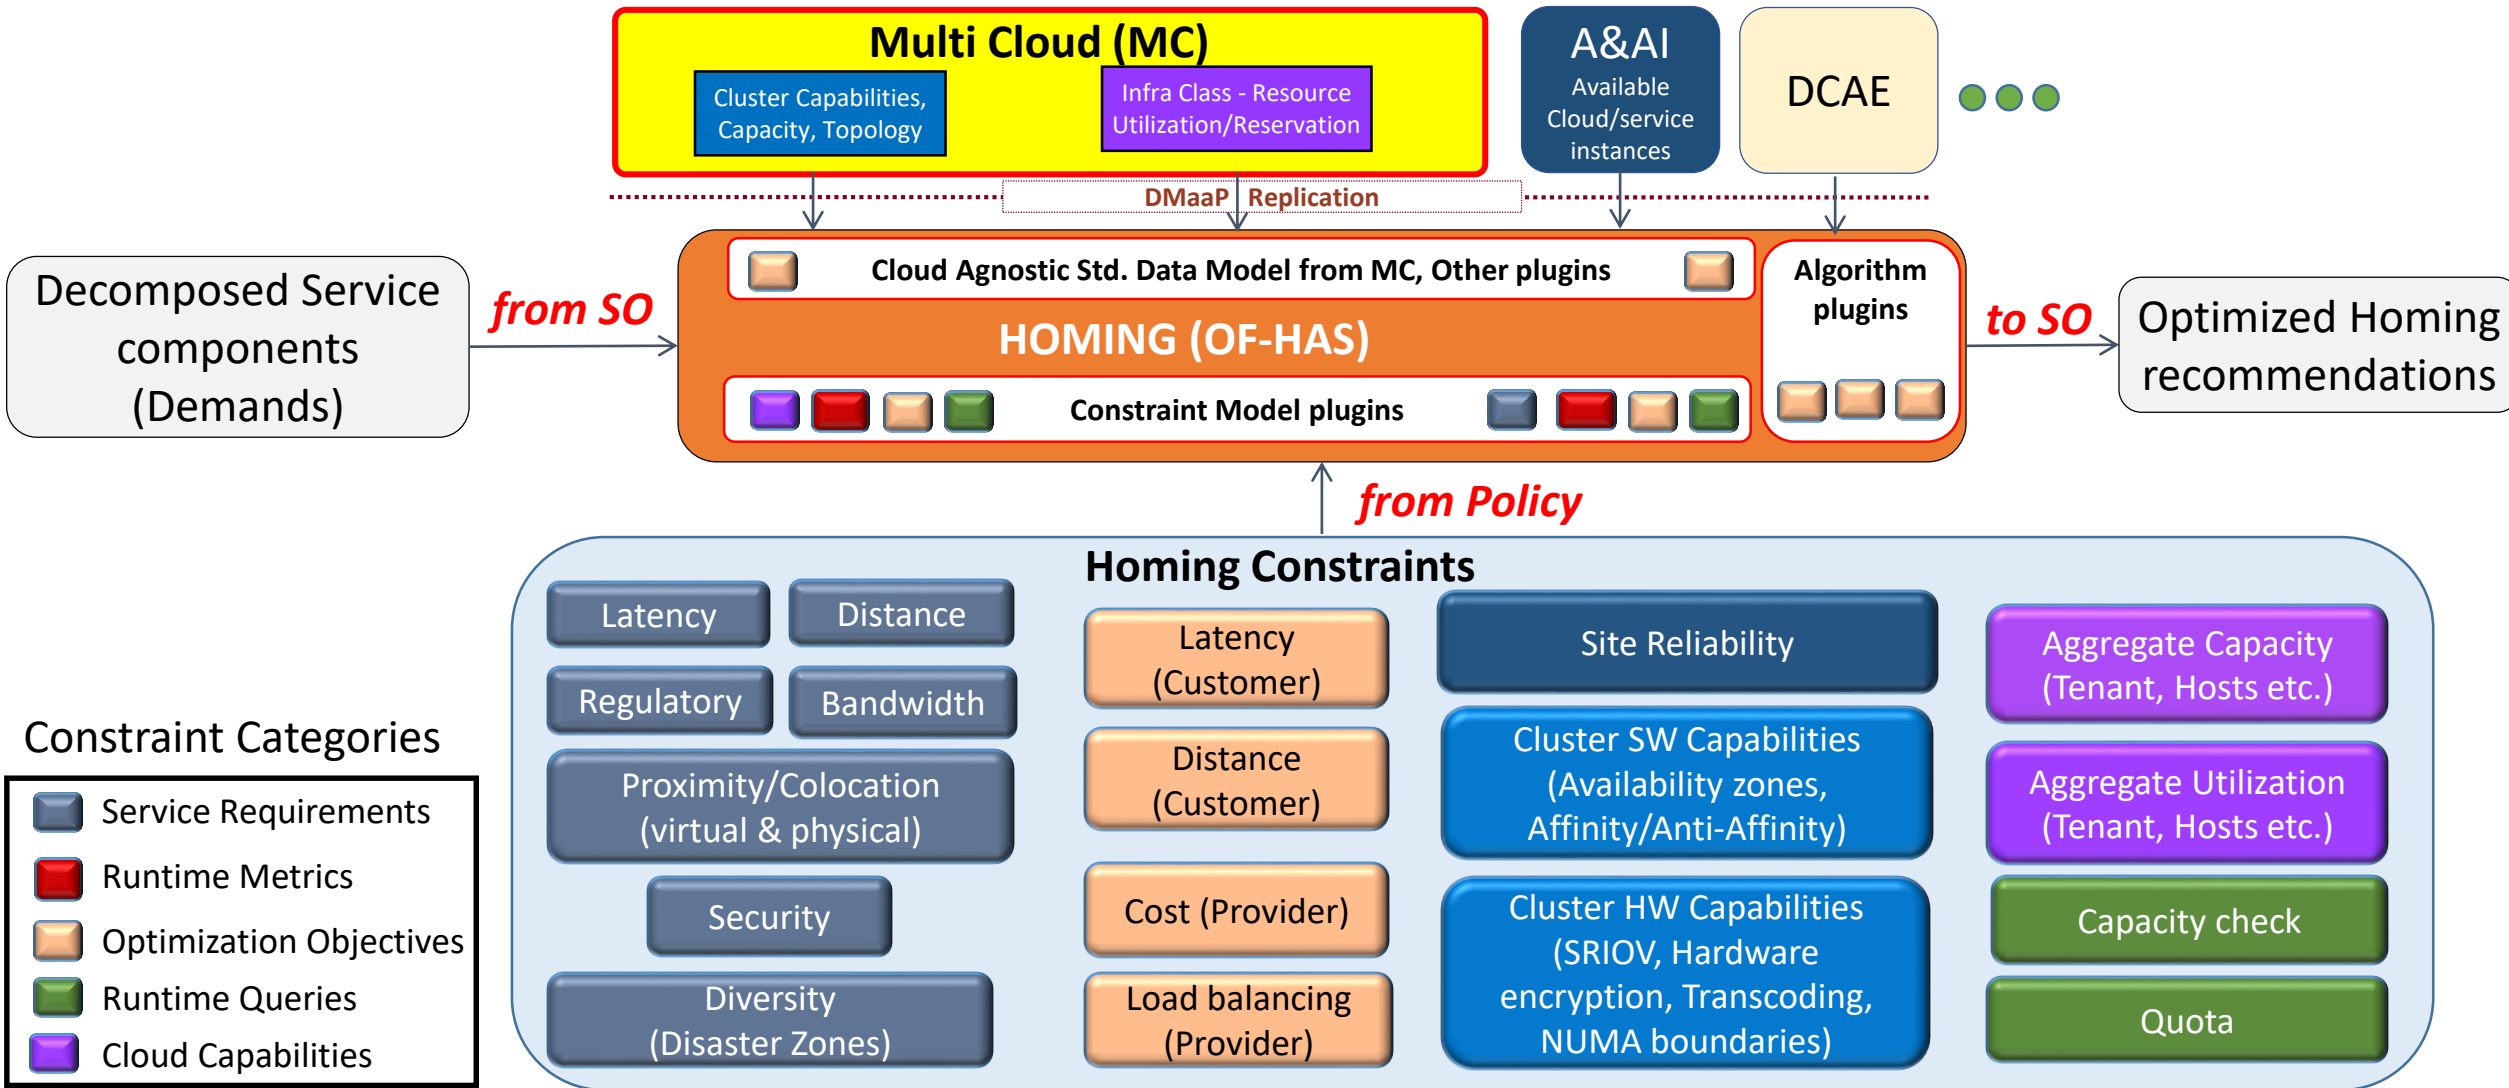 Multi Cloud (MC)
Cluster Capabilities,
Capacity, Topology
Infra Class - Resource
Utilization/Reservation
A&AI
Available
Cloud/service
instances
DCAE
DMaaP Replication
Decomposed Service
components
(Demands)
from SO
Cloud Agnostic Std. Data Model from MC, Other plugins
HOMING (OF-HAS)
Constraint Model plugins
Algorithm
plugins
to SO
Optimized Homing
recommendations
from Policy
Homing Constraints
Latency
Distance
Regulatory
Bandwidth
Proximity/Colocation
(virtual & physical)
Security
Diversity
(Disaster Zones)
Latency
(Customer)
Distance
(Customer)
Cost (Provider)
Load balancing
(Provider)
Site Reliability
Cluster SW Capabilities
(Availability zones,
Affinity/Anti-Affinity)
Cluster HW Capabilities
(SRIOV, Hardware
encryption, Transcoding,
NUMA boundaries)
Aggregate Capacity
(Tenant, Hosts etc.)
Aggregate Utilization
(Tenant, Hosts etc.)
Capacity check
Quota
Constraint Categories
Service Requirements
Runtime Metrics
Optimization Objectives
Runtime Queries
Cloud Capabilities